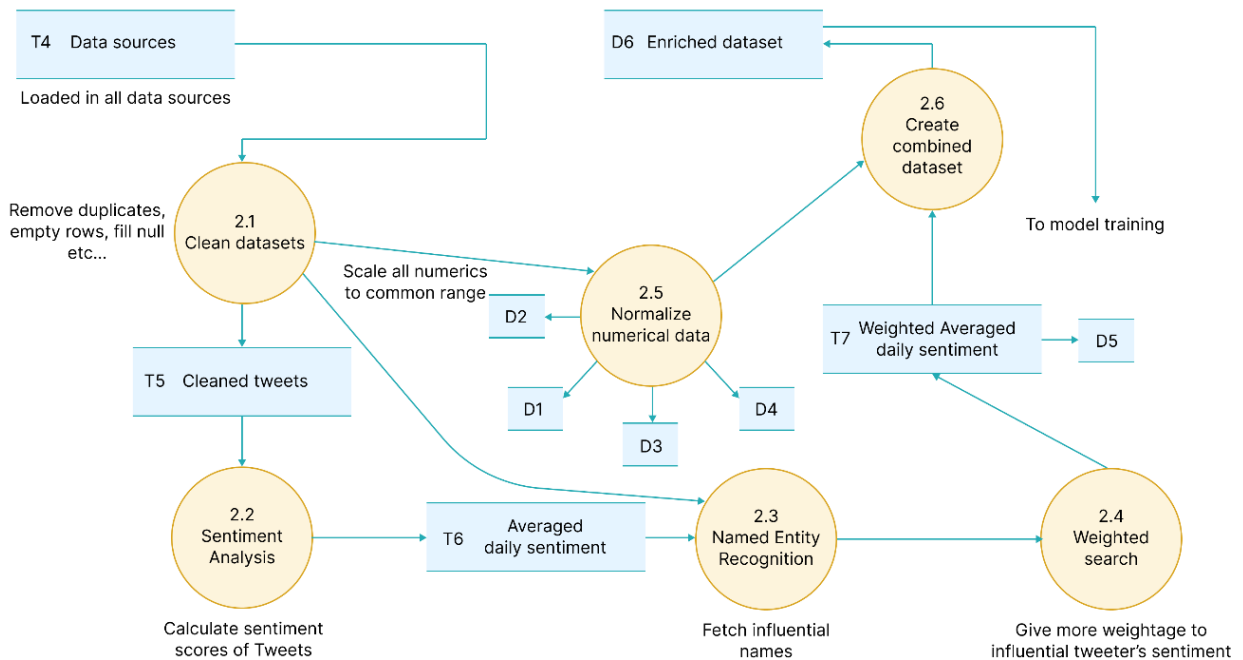 T4 Data sources
Loaded in all data sources
D6 Enriched dataset
2.6
Create
combined
dataset
To model training
2.1
Clean datasets
Remove duplicates,
empty rows, fill null
etc...
Scale all numerics
to common range
2.5
Normalize
numerical data
D2
D1
D3
D4
T7 Weighted Averaged
daily sentiment
D5
T5 Cleaned tweets
2.2
Sentiment
Analysis
Calculate sentiment
scores of Tweets
T6 Averaged
daily sentiment
2.3
Named Entity
Recognition
Fetch influential
names
2.4
Weighted
search
Give more weightage to
influential tweeter's sentiment